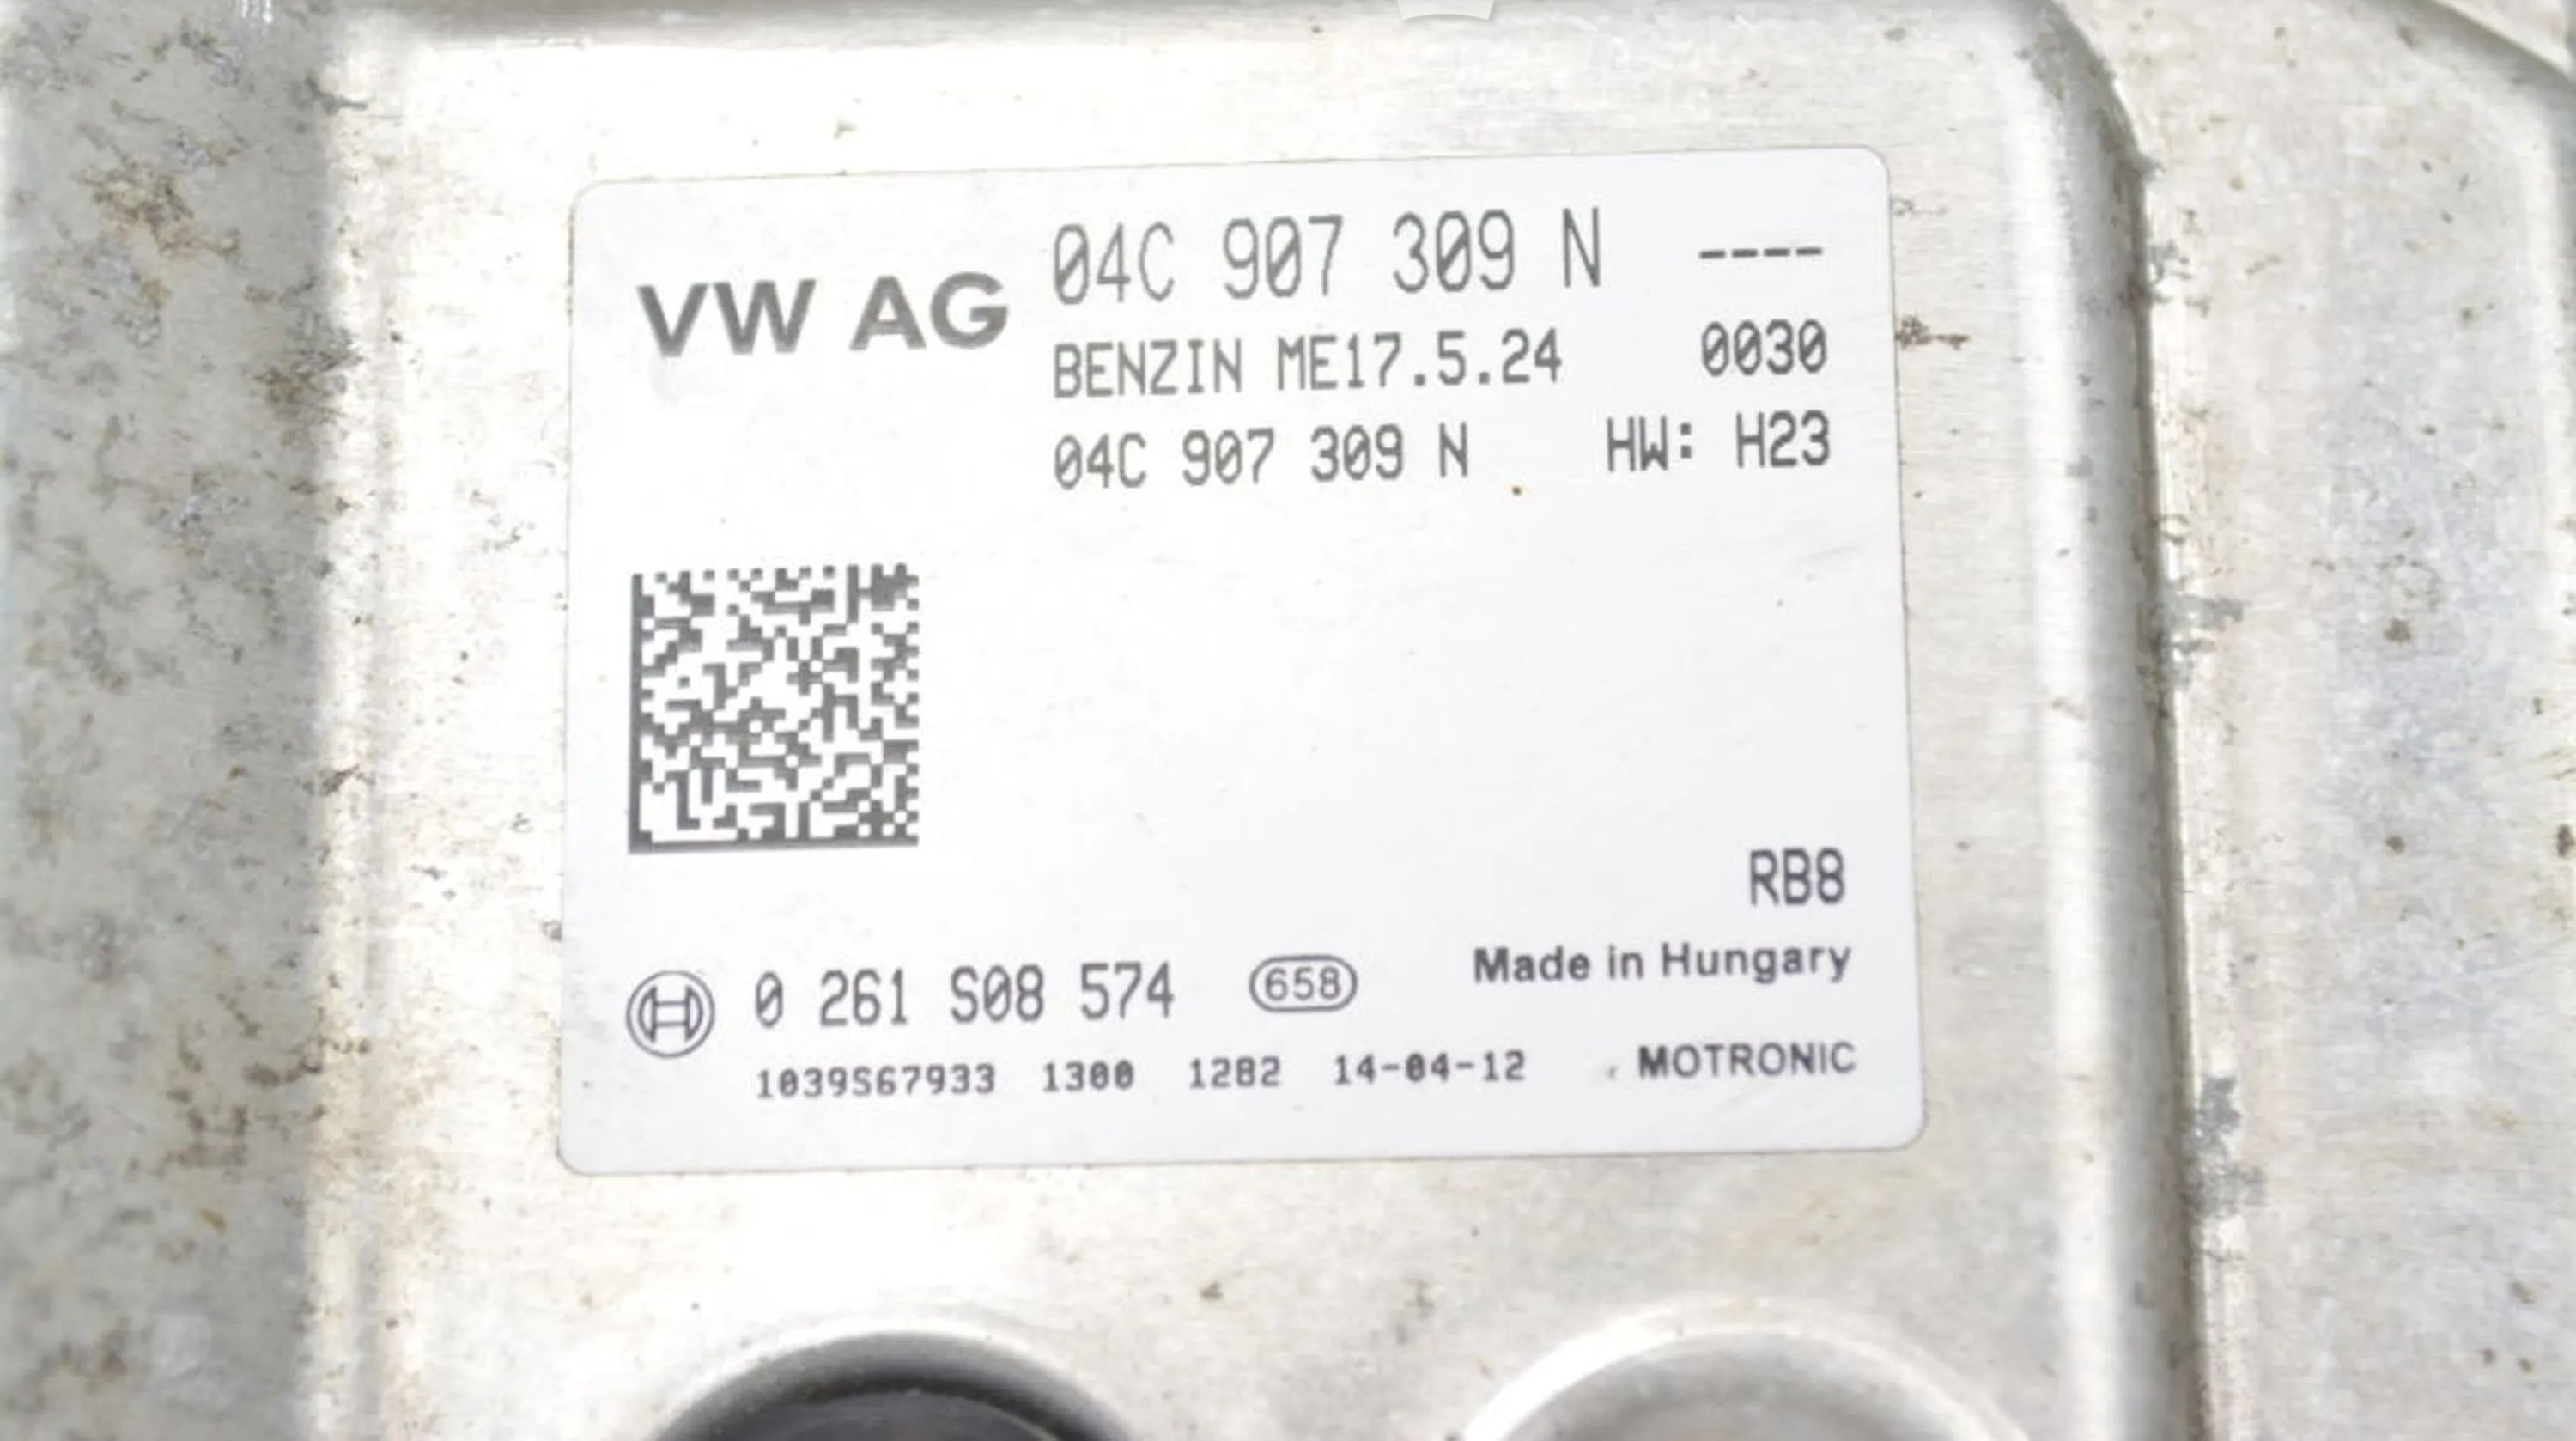 VW AG 04C 907 309 N ----
BENZIN ME17.5.24 0030
04C 907 309 N HW: H23
RB8
0 261 S08 574 658 Made in Hungary
1039S67933 1300 1282 14-04-12 MOTRONIC